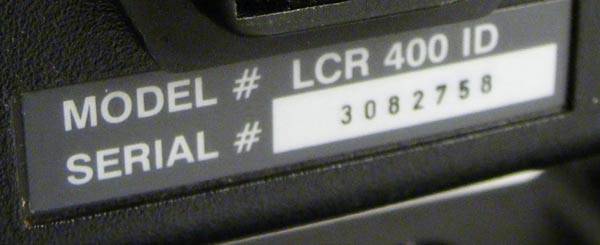 MODEL # LCR 400 ID
SERIAL # 3082758